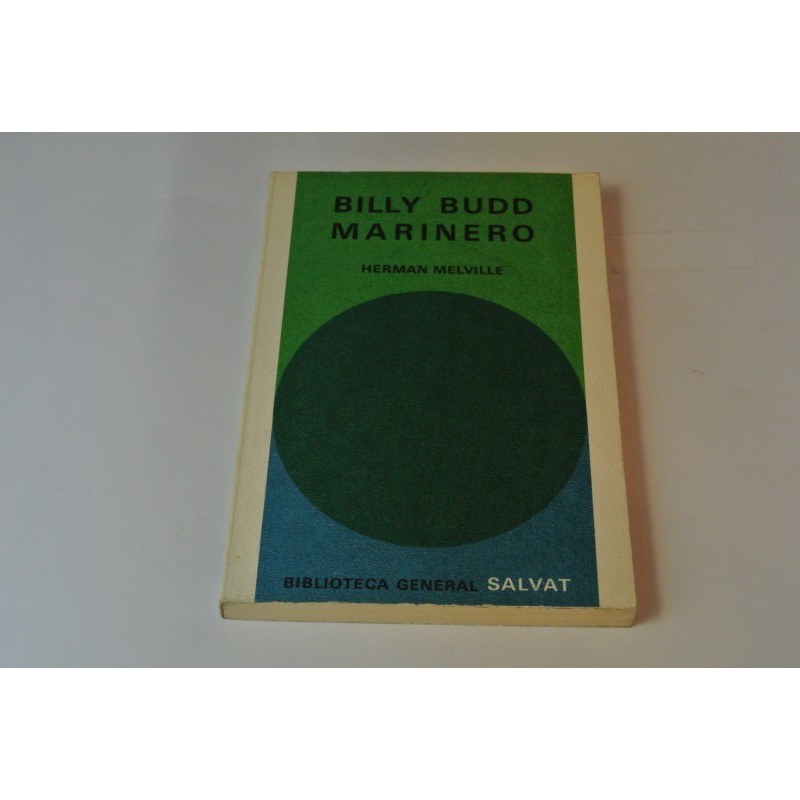 BILLY BUDD
MARINERO
HERMAN MELVILLE
BIBLIOTECA GENERAL SALVAT